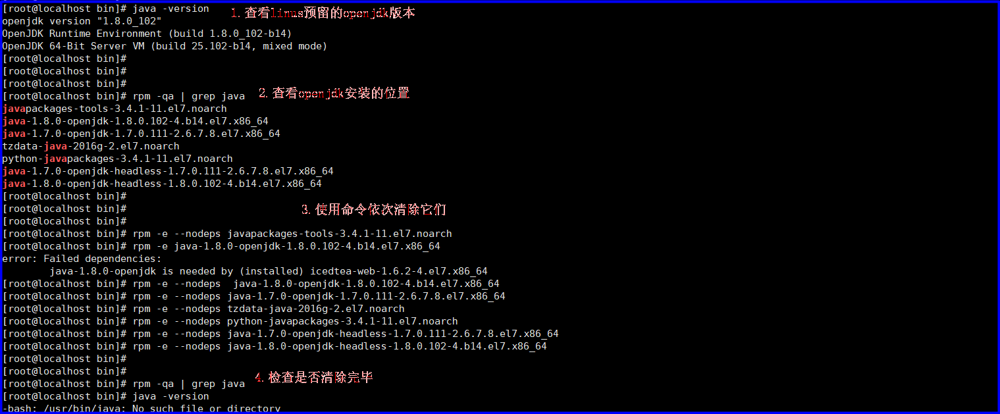 [root@localhost bin]# java -version 1. 查看linus预留的openjdk版本
openjdk version "1.8.0_102"
OpenJDK Runtime Environment (build 1.8.0_102-b14)
OpenJDK 64-Bit Server VM (build 25.102-b14, mixed mode)
[root@localhost bin]#
[root@localhost bin]#
[root@localhost bin]#
[root@localhost bin]# rpm -qa | grep java 2. 查看openjdk安装的位置
javapackages-tools-3.4.1-11.el7.noarch
java-1.8.0-openjdk-1.8.0.102-4.b14.el7.x86_64
java-1.7.0-openjdk-1.7.0.111-2.6.7.8.el7.x86_64
tzdata-java-2016g-2.el7.noarch
python-javapackages-3.4.1-11.el7.noarch
java-1.7.0-openjdk-headless-1.7.0.111-2.6.7.8.el7.x86_64
java-1.8.0-openjdk-headless-1.8.0.102-4.b14.el7.x86_64
[root@localhost bin]#
[root@localhost bin]# 3. 使用命令依次清除它们
[root@localhost bin]#
[root@localhost bin]# rpm -e --nodeps javapackages-tools-3.4.1-11.el7.noarch
[root@localhost bin]# rpm -e java-1.8.0-openjdk-1.8.0.102-4.b14.el7.x86_64
error: Failed dependencies:
java-1.8.0-openjdk is needed by (installed) icedtea-web-1.6.2-4.el7.x86_64
[root@localhost bin]# rpm -e --nodeps  java-1.8.0-openjdk-1.8.0.102-4.b14.el7.x86_64
[root@localhost bin]# rpm -e --nodeps java-1.7.0-openjdk-1.7.0.111-2.6.7.8.el7.x86_64
[root@localhost bin]# rpm -e --nodeps tzdata-java-2016g-2.el7.noarch
[root@localhost bin]# rpm -e --nodeps python-javapackages-3.4.1-11.el7.noarch
[root@localhost bin]# rpm -e --nodeps java-1.7.0-openjdk-headless-1.7.0.111-2.6.7.8.el7.x86_64
[root@localhost bin]# rpm -e --nodeps java-1.8.0-openjdk-headless-1.8.0.102-4.b14.el7.x86_64
[root@localhost bin]#
[root@localhost bin]#
[root@localhost bin]# rpm -qa | grep java 4. 检查是否清除完毕
[root@localhost bin]# java -version
-bash: /usr/bin/java: No such file or directory